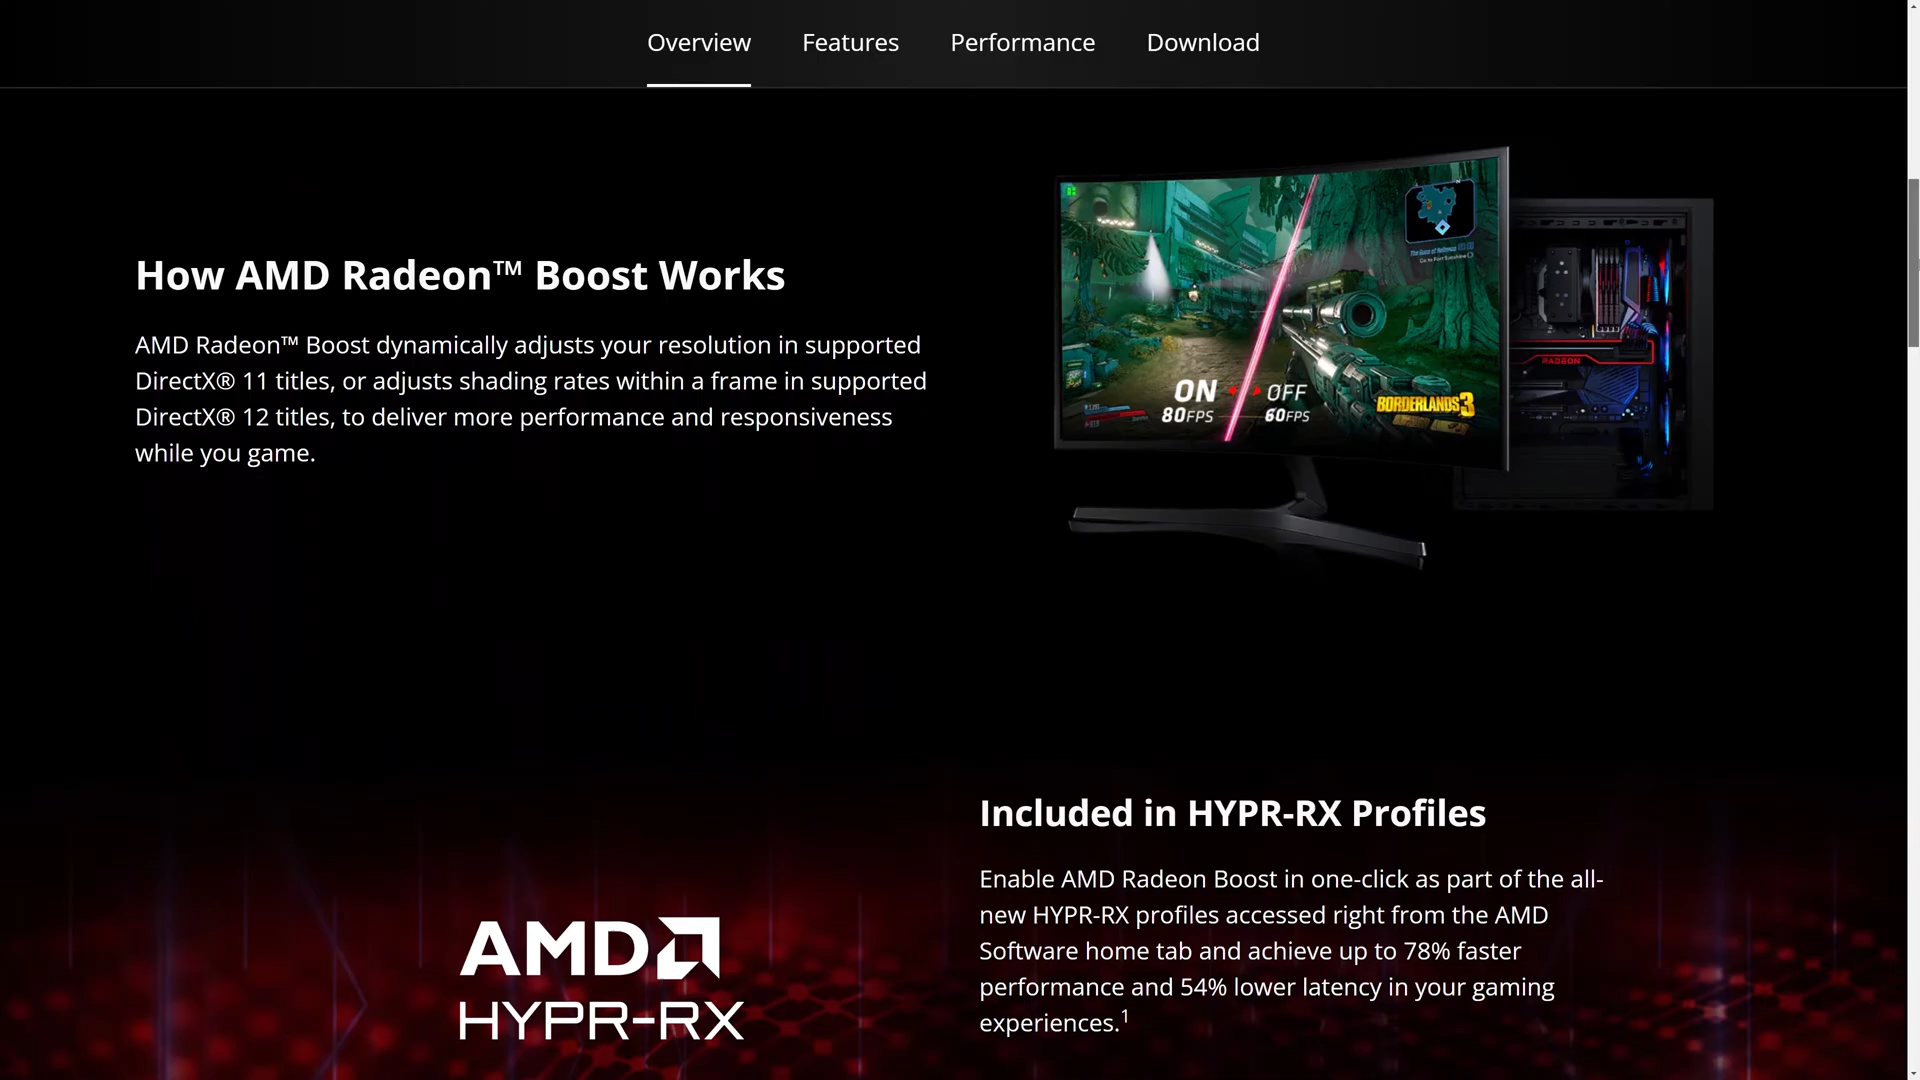 Overview Features Performance Download
How AMD Radeon™ Boost Works
AMD Radeon™ Boost dynamically adjusts your resolution in supported
DirectX® 11 titles, or adjusts shading rates within a frame in supported
DirectX® 12 titles, to deliver more performance and responsiveness
while you game.
ON OFF
80FPS 60FPS
BORDERLANDS 3
RADEON
Included in HYPR-RX Profiles
Enable AMD Radeon Boost in one-click as part of the all-
new HYPR-RX profiles accessed right from the AMD
Software home tab and achieve up to 78% faster
performance and 54% lower latency in your gaming
experiences.1
AMD
HYPR-RX